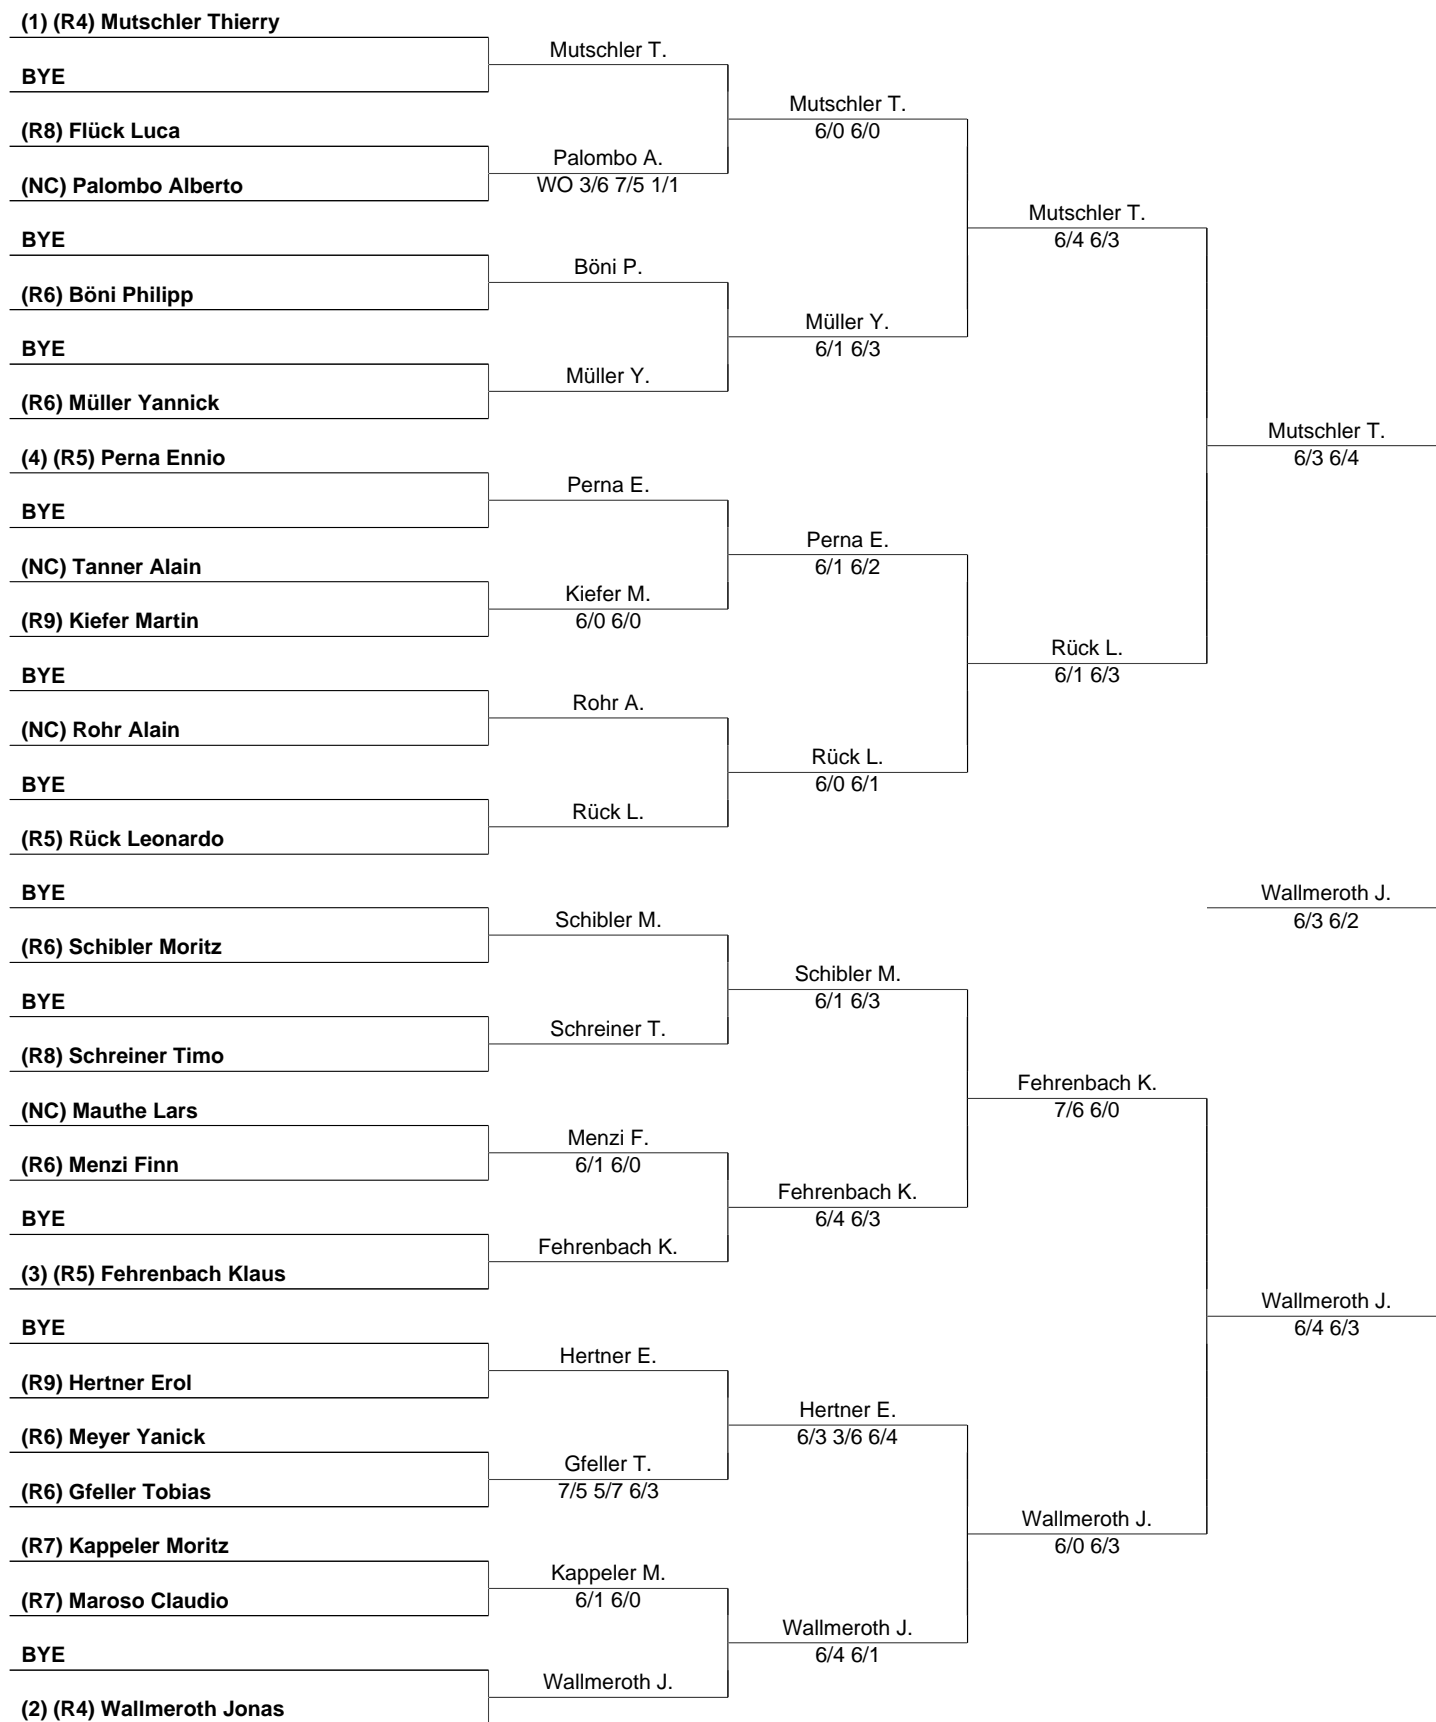 (1) (R4) Mutschler Thierry
Mutschler T.
BYE
Mutschler T.
6/0 6/0
(R8) Flück Luca
Palombo A.
WO 3/6 7/5 1/1
(NC) Palombo Alberto
Mutschler T.
6/4 6/3
BYE
Böni P.
(R6) Böni Philipp
Müller Y.
6/1 6/3
BYE
Müller Y.
(R6) Müller Yannick
Mutschler T.
6/3 6/4
(4) (R5) Perna Ennio
Perna E.
BYE
Perna E.
6/1 6/2
(NC) Tanner Alain
Kiefer M.
6/0 6/0
(R9) Kiefer Martin
Rück L.
6/1 6/3
BYE
Rohr A.
(NC) Rohr Alain
Rück L.
6/0 6/1
BYE
Rück L.
(R5) Rück Leonardo
BYE
Wallmeroth J.
6/3 6/2
Schibler M.
(R6) Schibler Moritz
Schibler M.
6/1 6/3
BYE
Schreiner T.
(R8) Schreiner Timo
Fehrenbach K.
7/6 6/0
(NC) Mauthe Lars
Menzi F.
6/1 6/0
(R6) Menzi Finn
Fehrenbach K.
6/4 6/3
BYE
Fehrenbach K.
(3) (R5) Fehrenbach Klaus
Wallmeroth J.
6/4 6/3
BYE
Hertner E.
(R9) Hertner Erol
Hertner E.
6/3 3/6 6/4
(R6) Meyer Yanick
Gfeller T.
7/5 5/7 6/3
(R6) Gfeller Tobias
Wallmeroth J.
6/0 6/3
(R7) Kappeler Moritz
Kappeler M.
6/1 6/0
(R7) Maroso Claudio
Wallmeroth J.
6/4 6/1
BYE
Wallmeroth J.
(2) (R4) Wallmeroth Jonas